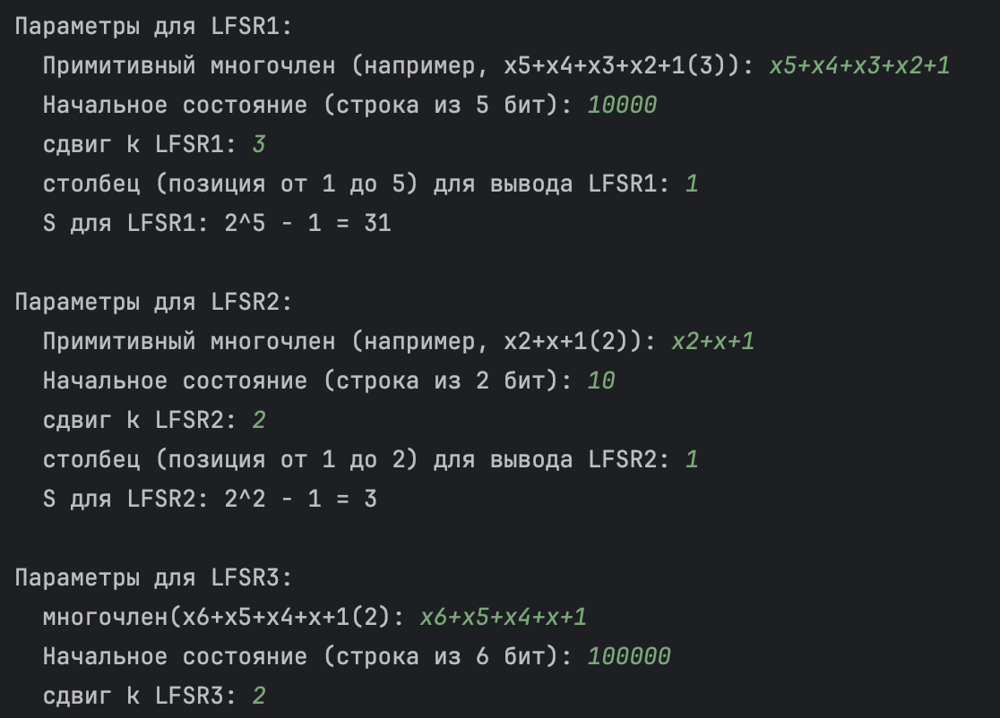 Параметры для LFSR1:
Примитивный многочлен (например, x5+x4+x3+x2+1(3)): x5+x4+x3+x2+1
Начальное состояние (строка из 5 бит): 10000
сдвиг k LFSR1: 3
столбец (позиция от 1 до 5) для вывода LFSR1: 1
S для LFSR1: 2^5 - 1 = 31
Параметры для LFSR2:
Примитивный многочлен (например, x2+x+1(2)): x2+x+1
Начальное состояние (строка из 2 бит): 10
сдвиг k LFSR2: 2
столбец (позиция от 1 до 2) для вывода LFSR2: 1
S для LFSR2: 2^2 - 1 = 3
Параметры для LFSR3:
многочлен(x6+x5+x4+x+1(2): x6+x5+x4+x+1
Начальное состояние (строка из 6 бит): 100000
сдвиг k LFSR3: 2